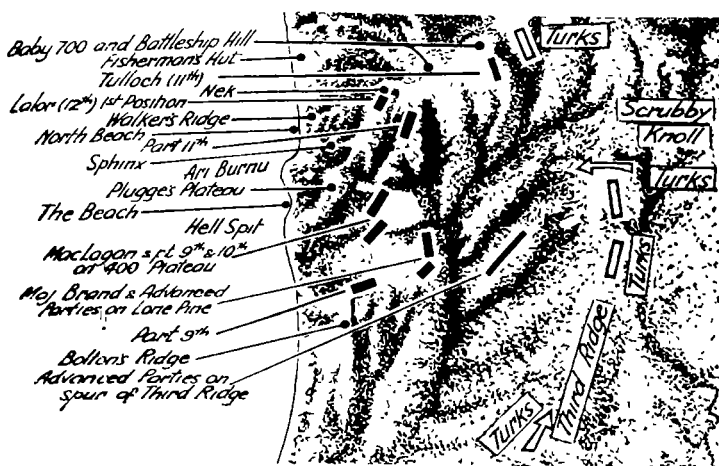 Baby 700 and Battleship Hill
Fisherman's Hut
Tulloch (11th)
Nek
Lalor (12th) 1st Position
Walker's Ridge
North Beach
Part 11th
Sphinx
Ari Burnu
Plugge's Plateau
The Beach
Hell Spit
MacLagan & pt. 9th & 10th
on 400 Plateau
Maj. Brand & Advanced
Parties on Lone Pine
Part 9th
Bolton's Ridge
Advanced Parties on
spur of Third Ridge
Turks
Scrubby
Knoll
Turks
Turks
Third Ridge
Turks